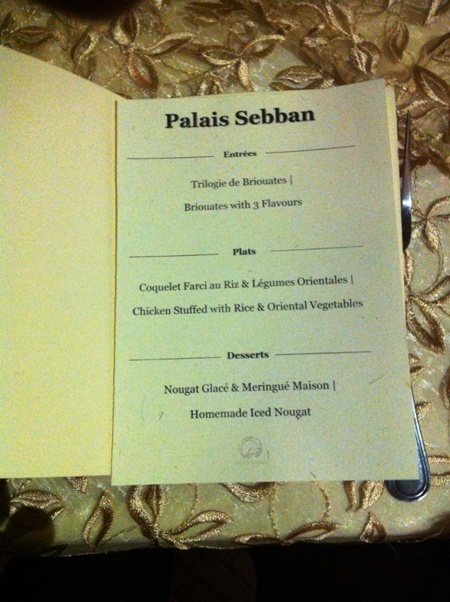 Palais Sebban
Entrées
Trilogie de Briouates |
Briouates with 3 Flavours
Plats
Coquelet Farci au Riz & Légumes Orientales |
Chicken Stuffed with Rice & Oriental Vegetables
Desserts
Nougat Glacé & Meringué Maison |
Homemade Iced Nougat